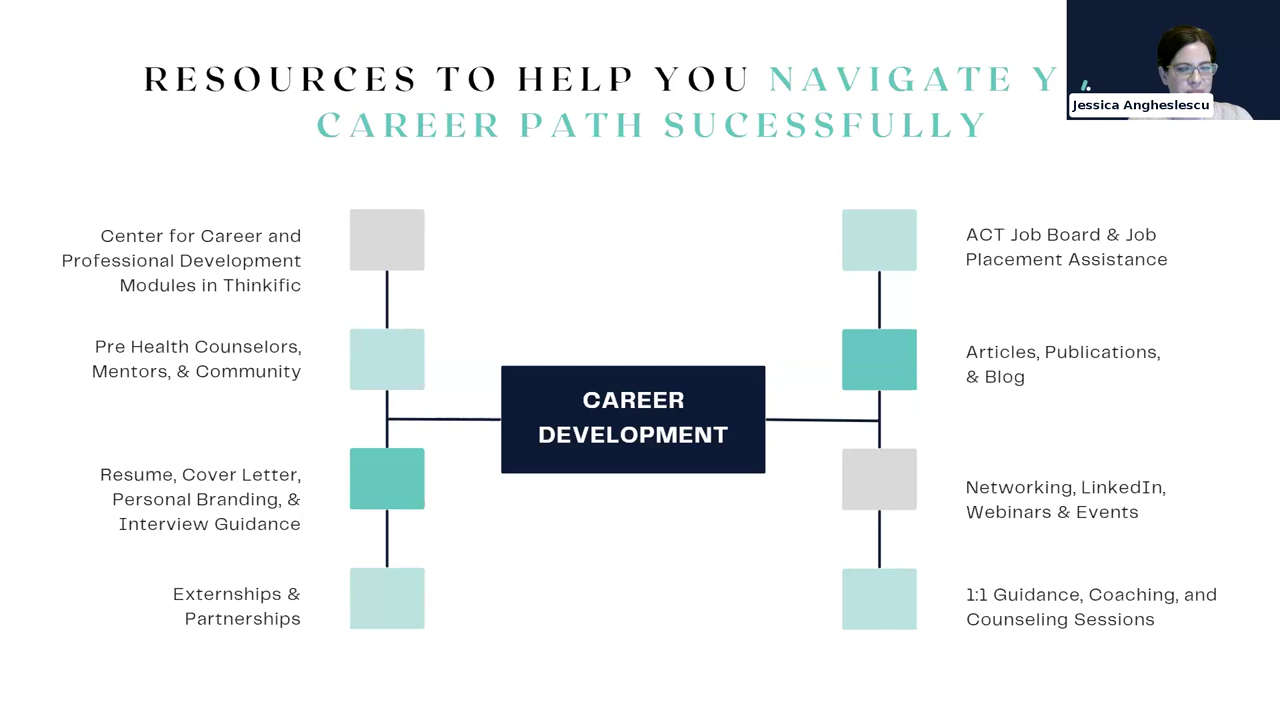 RESOURCES TO HELP YOU NAVIGATE Y
CAREER PATH SUCESSFULLY
Jessica Angheslescu
Center for Career and
Professional Development
Modules in Thinkific
Pre Health Counselors,
Mentors, & Community
Resume, Cover Letter,
Personal Branding, &
Interview Guidance
Externships &
Partnerships
CAREER
DEVELOPMENT
ACT Job Board & Job
Placement Assistance
Articles, Publications,
& Blog
Networking, LinkedIn,
Webinars & Events
1:1 Guidance, Coaching, and
Counseling Sessions